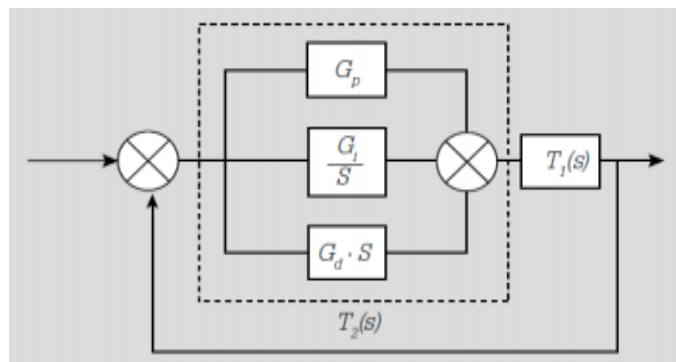 G_p
G_i
S
T_1(s)
G_d · S
T_2(s)